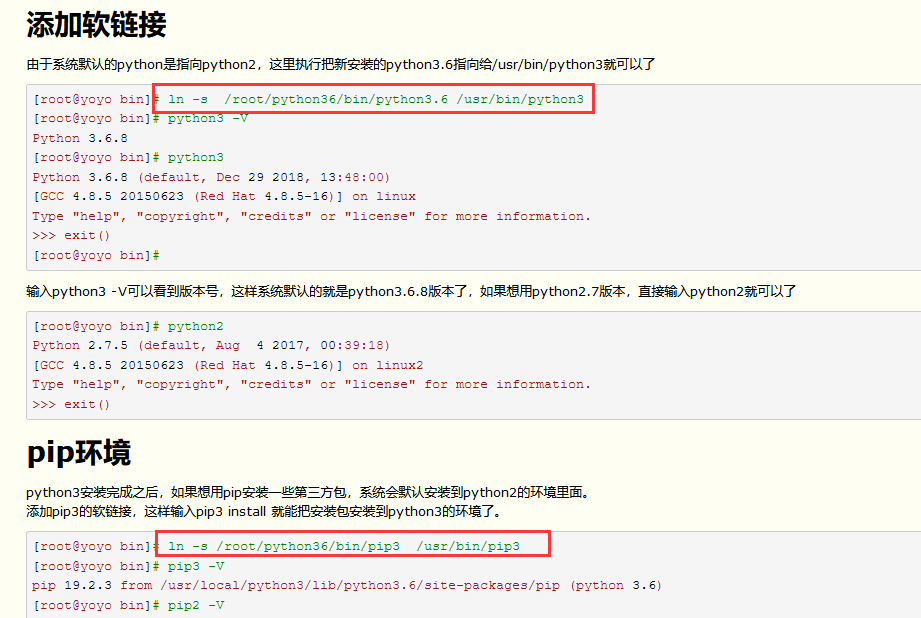 添加软链接
由于系统默认的python是指向python2，这里执行把新安装的python3.6指向给/usr/bin/python3就可以了
[root@yoyo bin]# ln -s  /root/python36/bin/python3.6 /usr/bin/python3
[root@yoyo bin]# python3 -V
Python 3.6.8
[root@yoyo bin]# python3
Python 3.6.8 (default, Dec 29 2018, 13:48:00)
[GCC 4.8.5 20150623 (Red Hat 4.8.5-16)] on linux
Type "help", "copyright", "credits" or "license" for more information.
>>> exit()
[root@yoyo bin]#
输入python3 -V可以看到版本号，这样系统默认的就是python3.6.8版本了，如果想用python2.7版本，直接输入python2就可以了
[root@yoyo bin]# python2
Python 2.7.5 (default, Aug  4 2017, 00:39:18)
[GCC 4.8.5 20150623 (Red Hat 4.8.5-16)] on linux2
Type "help", "copyright", "credits" or "license" for more information.
>>> exit()
pip环境
python3安装完成之后，如果想用pip安装一些第三方包，系统会默认安装到python2的环境里面。
添加pip3的软链接，这样输入pip3 install 就能把安装包安装到python3的环境了。
[root@yoyo bin]# ln -s /root/python36/bin/pip3  /usr/bin/pip3
[root@yoyo bin]# pip3 -V
pip 19.2.3 from /usr/local/python3/lib/python3.6/site-packages/pip (python 3.6)
[root@yoyo bin]# pip2 -V